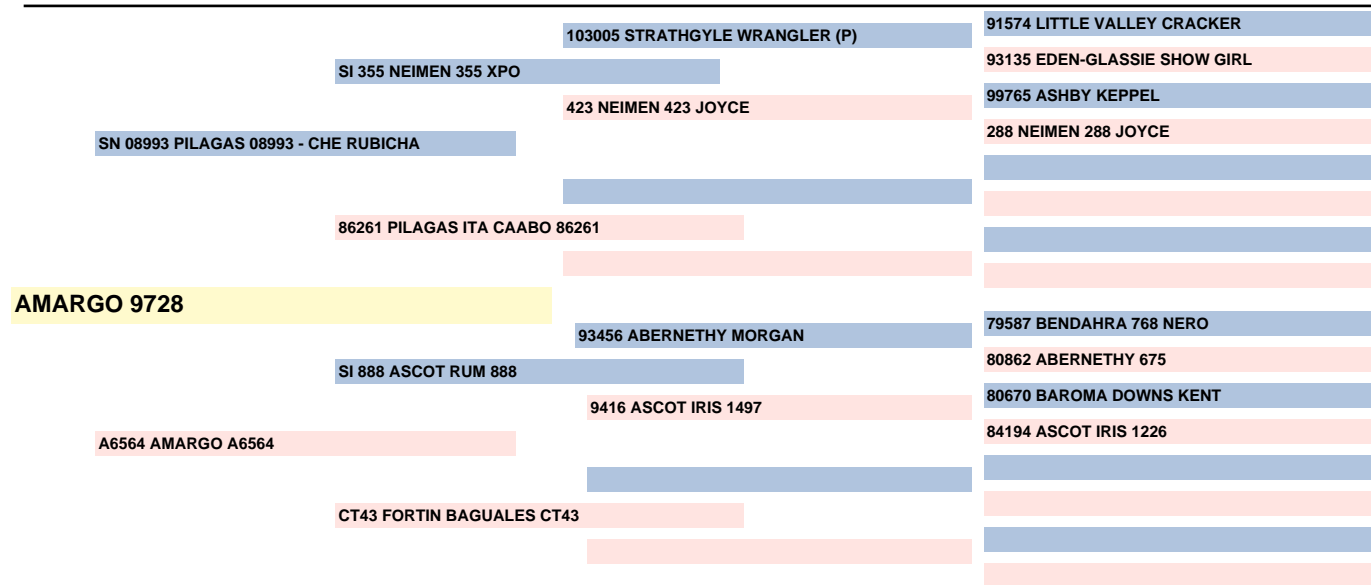 91574 LITTLE VALLEY CRACKER
103005 STRATHGYLE WRANGLER (P)
93135 EDEN-GLASSIE SHOW GIRL
SI 355 NEIMEN 355 XPO
99765 ASHBY KEPPEL
423 NEIMEN 423 JOYCE
288 NEIMEN 288 JOYCE
SN 08993 PILAGAS 08993 - CHE RUBICHA
86261 PILAGAS ITA CAABO 86261
AMARGO 9728
79587 BENDAHRA 768 NERO
93456 ABERNETHY MORGAN
80862 ABERNETHY 675
SI 888 ASCOT RUM 888
80670 BAROMA DOWNS KENT
9416 ASCOT IRIS 1497
84194 ASCOT IRIS 1226
A6564 AMARGO A6564
CT43 FORTIN BAGUALES CT43